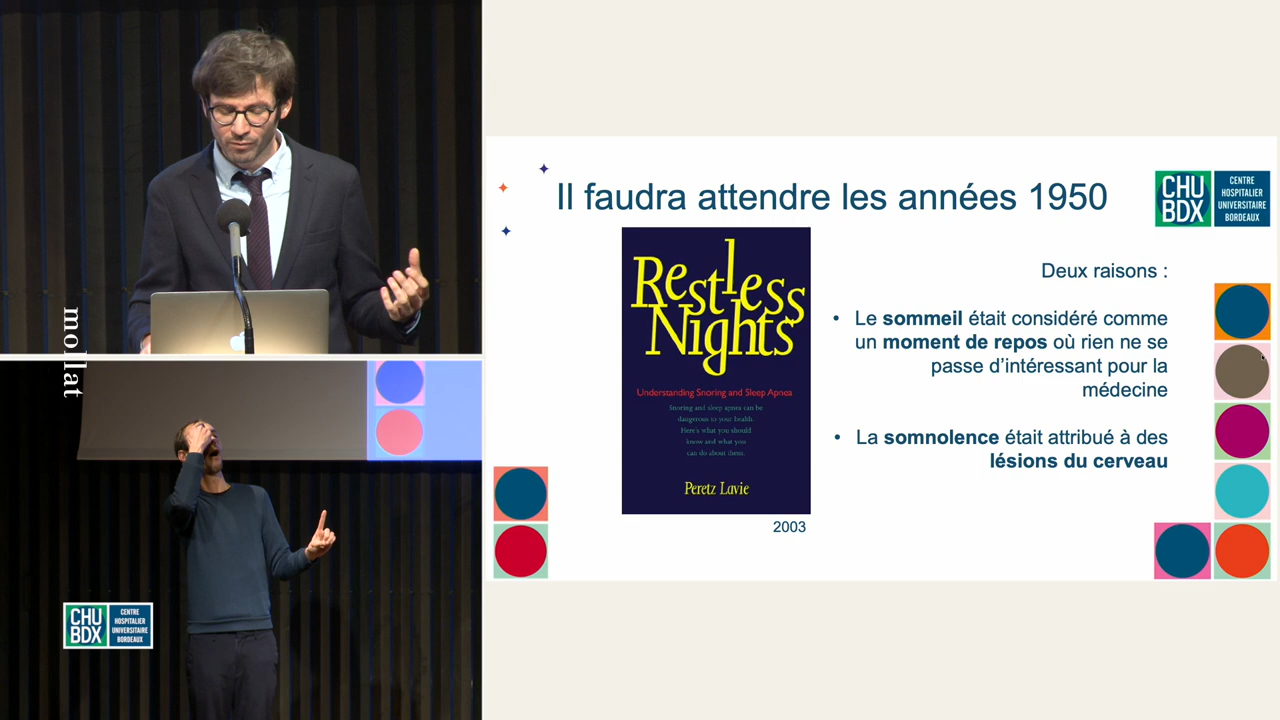 mollat
CHU
BDX
CENTRE
HOSPITALIER
UNIVERSITAIRE
BORDEAUX
Il faudra attendre les années 1950
CHU
BDX
CENTRE
HOSPITALIER
UNIVERSITAIRE
BORDEAUX
Restless
Nights
Understanding Snoring and Sleep Apnea
Snoring and sleep apnea can be
dangerous to your health.
Here's what you should
know and what you
can do about them.
Peretz Lavie
2003
Deux raisons :
• Le sommeil était considéré comme
un moment de repos où rien ne se
passe d'intéressant pour la
médecine
• La somnolence était attribué à des
lésions du cerveau